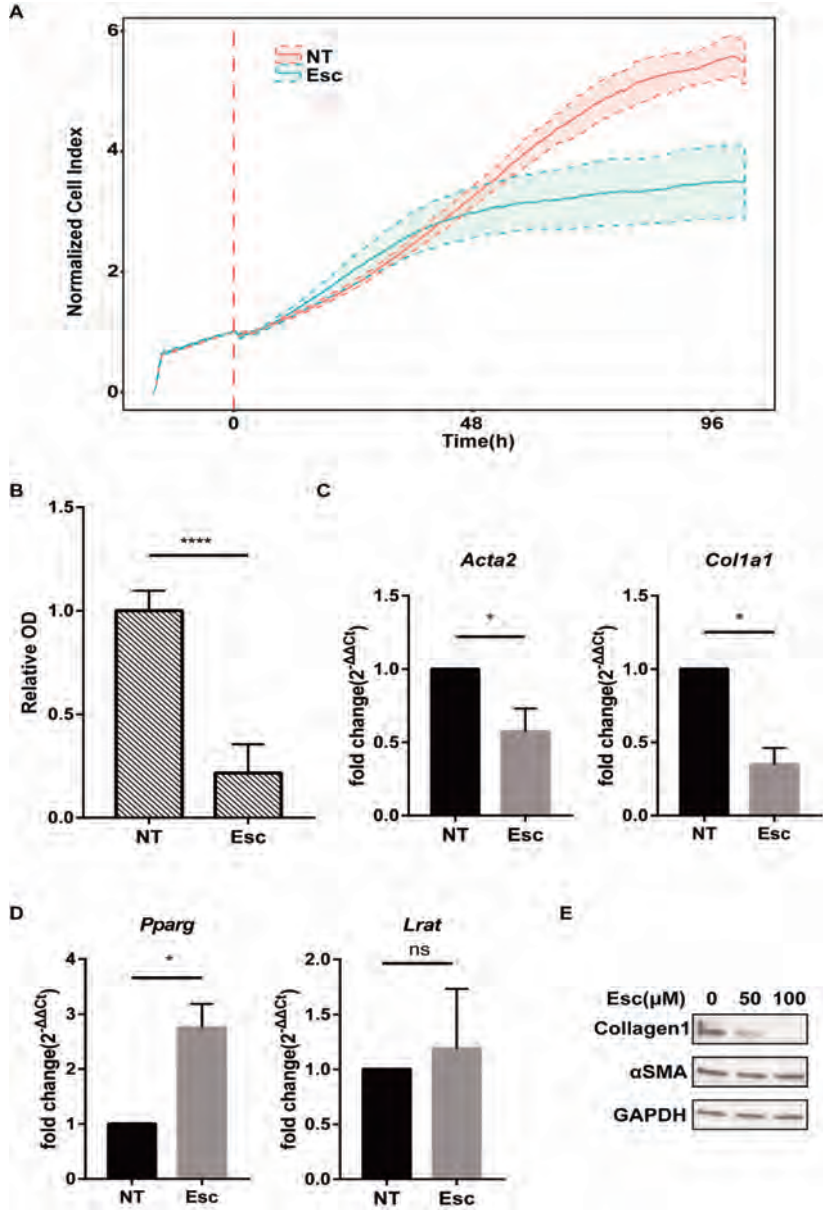 A
6
4
2
0
NT
Esc
Normalized Cell Index
0
48
96
Time(h)
B
1.5
1.0
0.5
0.0
Relative OD
****
NT
Esc
C
Acta2
1.5
1.0
0.5
0.0
fold change(2-ΔΔCt)
*
NT
Esc
Col1a1
1.5
1.0
0.5
0.0
fold change(2-ΔΔCt)
*
NT
Esc
D
Pparg
4
3
2
1
0
fold change(2-ΔΔCt)
*
NT
Esc
Lrat
2.0
1.5
1.0
0.5
0.0
fold change(2-ΔΔCt)
ns
NT
Esc
E
Esc(μM) 0 50 100
Collagen1
αSMA
GAPDH